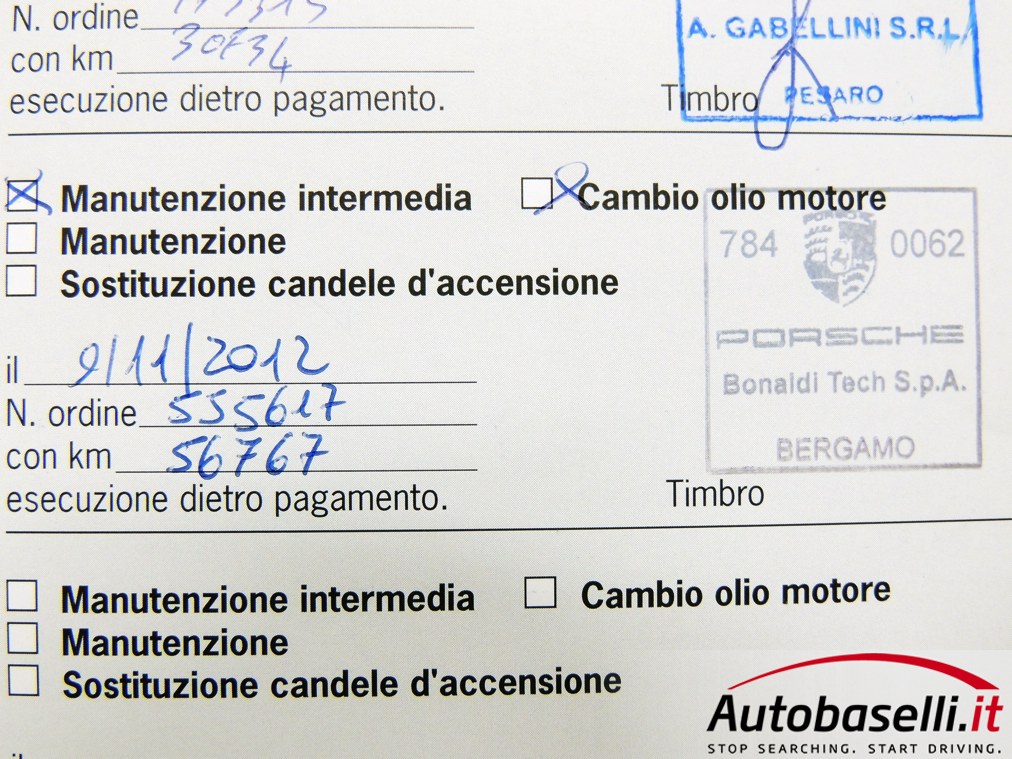 N. ordine
con km 30734
A. GABELLINI S.R.L.
esecuzione dietro pagamento.
Timbro PESARO
Manutenzione intermedia
Cambio olio motore
Manutenzione
Sostituzione candele d'accensione
PORSCHE
784 0062
PORSCHE
Bonaldi Tech S.p.A.
BERGAMO
il 9/11/2012
N. ordine 535617
con km 56767
esecuzione dietro pagamento.
Timbro
Manutenzione intermedia
Cambio olio motore
Manutenzione
Sostituzione candele d'accensione
Autobaselli.it
STOP SEARCHING. START DRIVING.